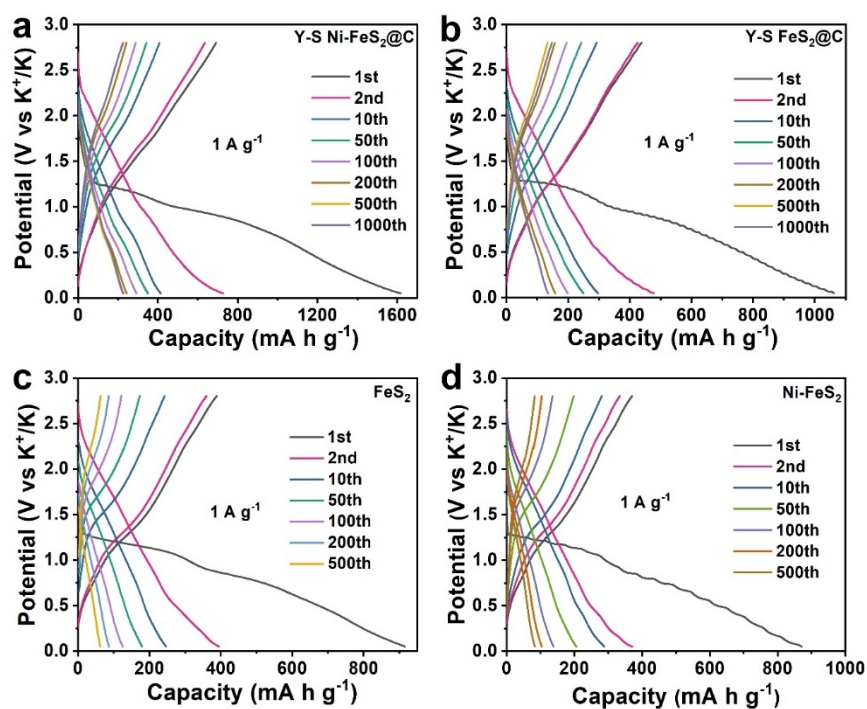 a
Y-S Ni-FeS₂@C
1st
2nd
10th
50th
100th
200th
500th
1000th
1 A g⁻¹
Potential (V vs K⁺/K)
3.0
2.5
2.0
1.5
1.0
0.5
0.0
0 400 800 1200 1600
Capacity (mA h g⁻¹)
b
Y-S FeS₂@C
1st
2nd
10th
50th
100th
200th
500th
1000th
1 A g⁻¹
Potential (V vs K⁺/K)
3.0
2.5
2.0
1.5
1.0
0.5
0.0
0 200 400 600 800 1000
Capacity (mA h g⁻¹)
c
FeS₂
1st
2nd
10th
50th
100th
200th
500th
1 A g⁻¹
Potential (V vs K⁺/K)
3.0
2.5
2.0
1.5
1.0
0.5
0.0
0 200 400 600 800
Capacity (mA h g⁻¹)
d
Ni-FeS₂
1st
2nd
10th
50th
100th
200th
500th
1 A g⁻¹
Potential (V vs K⁺/K)
3.0
2.5
2.0
1.5
1.0
0.5
0.0
0 200 400 600 800 1000
Capacity (mA h g⁻¹)